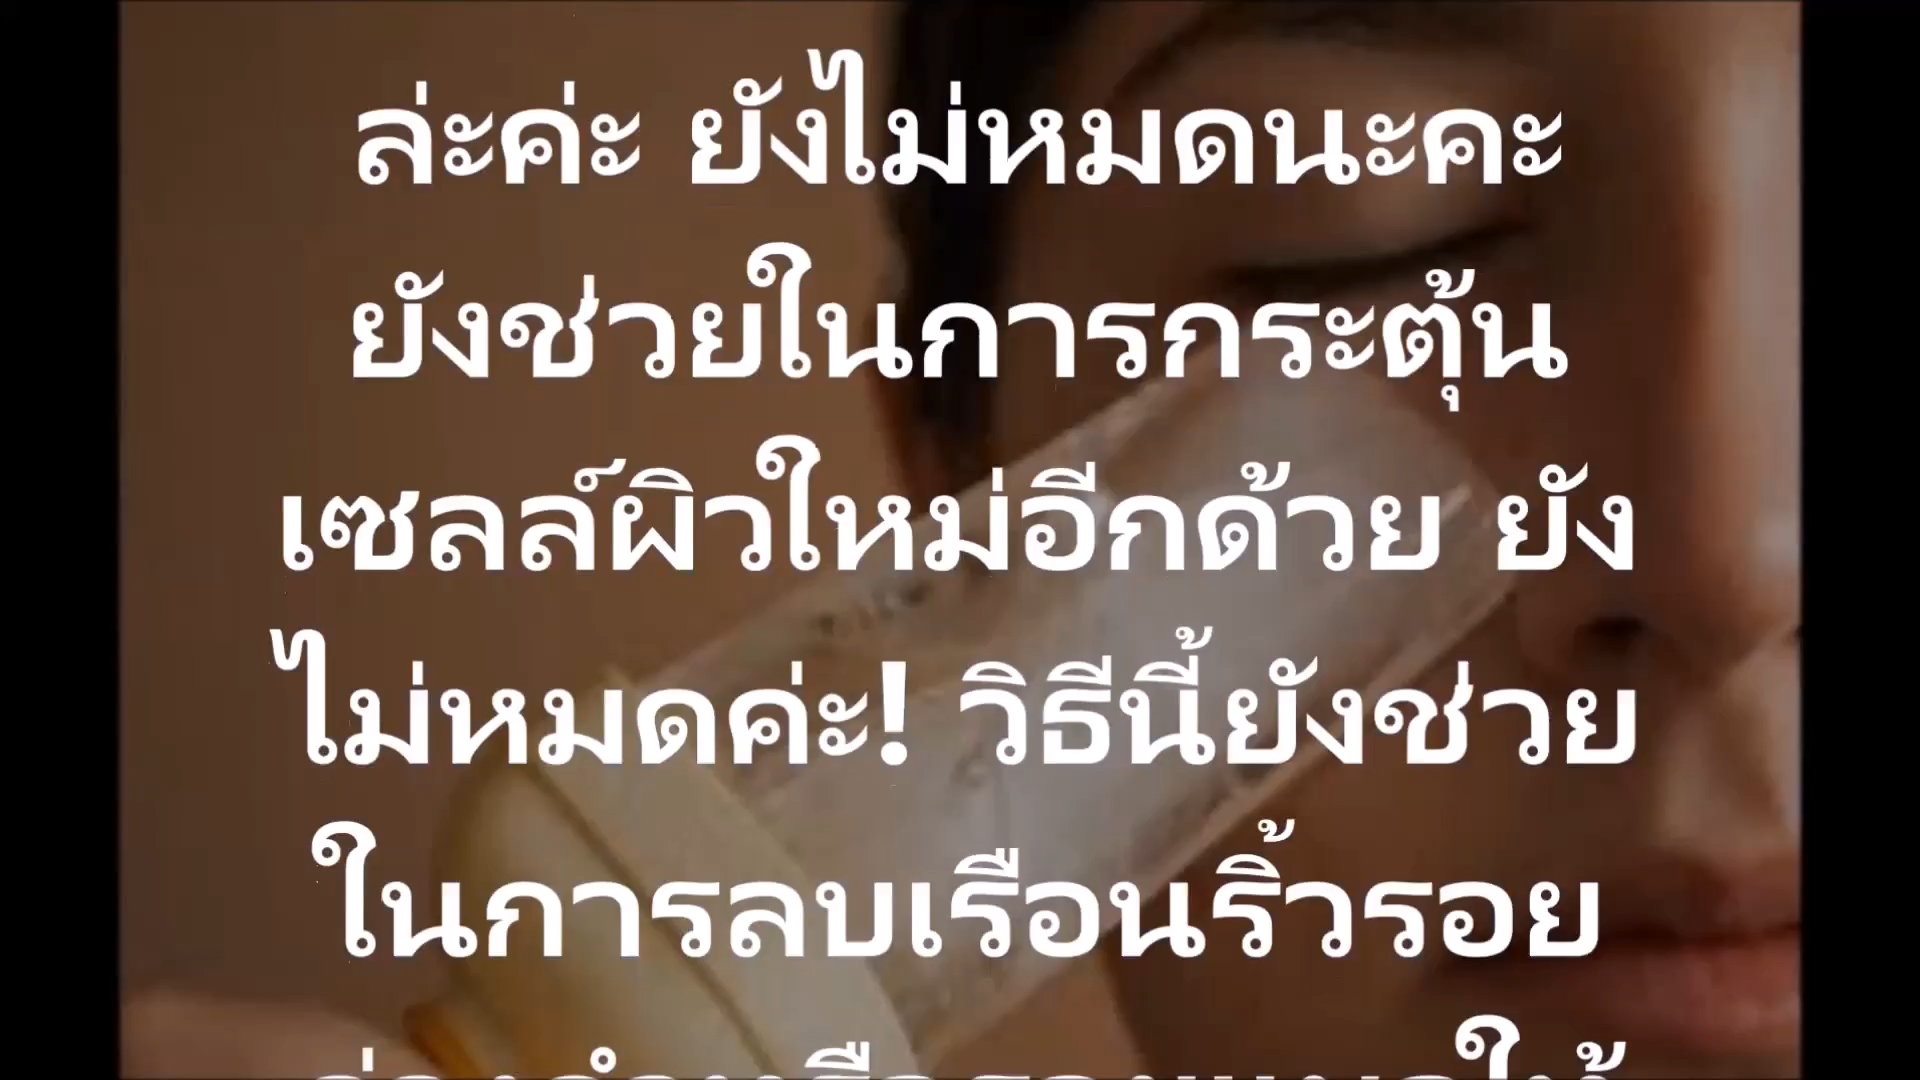 ล่ะค่ะ ยังไม่หมดนะคะ
ยังช่วยในการกระตุ้น
เซลล์ผิวใหม่อีกด้วย ยัง
ไม่หมดค่ะ! วิธีนี้ยังช่วย
ในการลบเรือนริ้วรอย